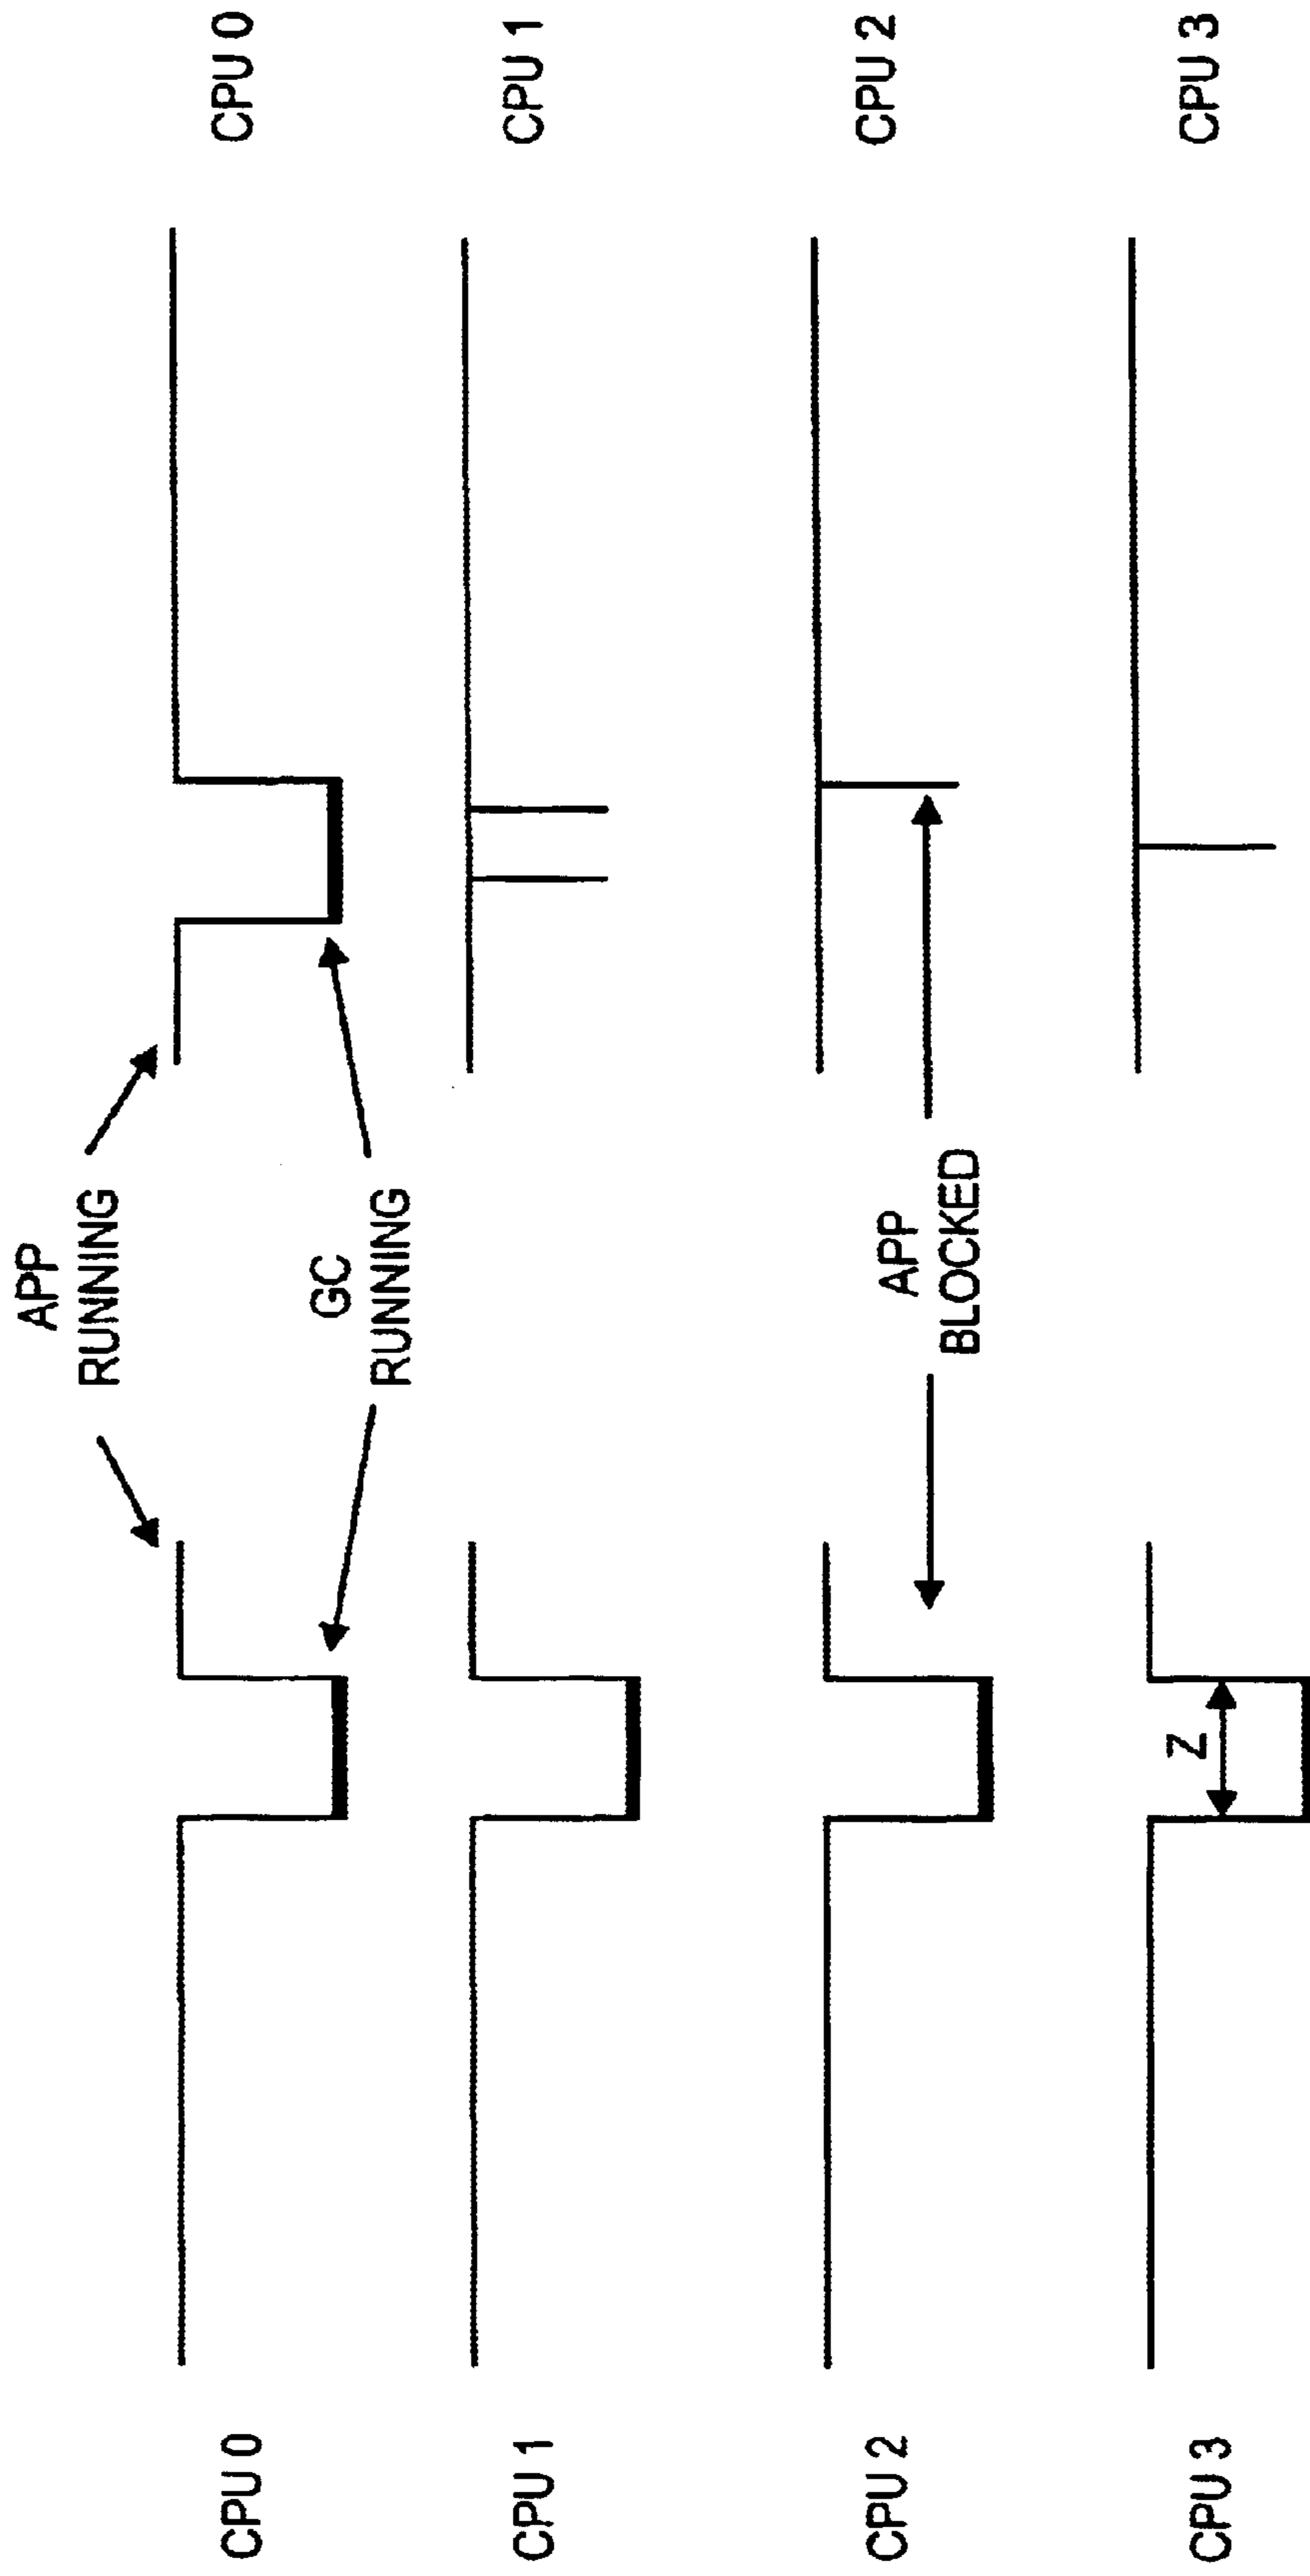 APP
RUNNING
GC
RUNNING
APP
BLOCKED
CPU 0
CPU 1
CPU 2
CPU 3
Z
CPU 0
CPU 1
CPU 2
CPU 3